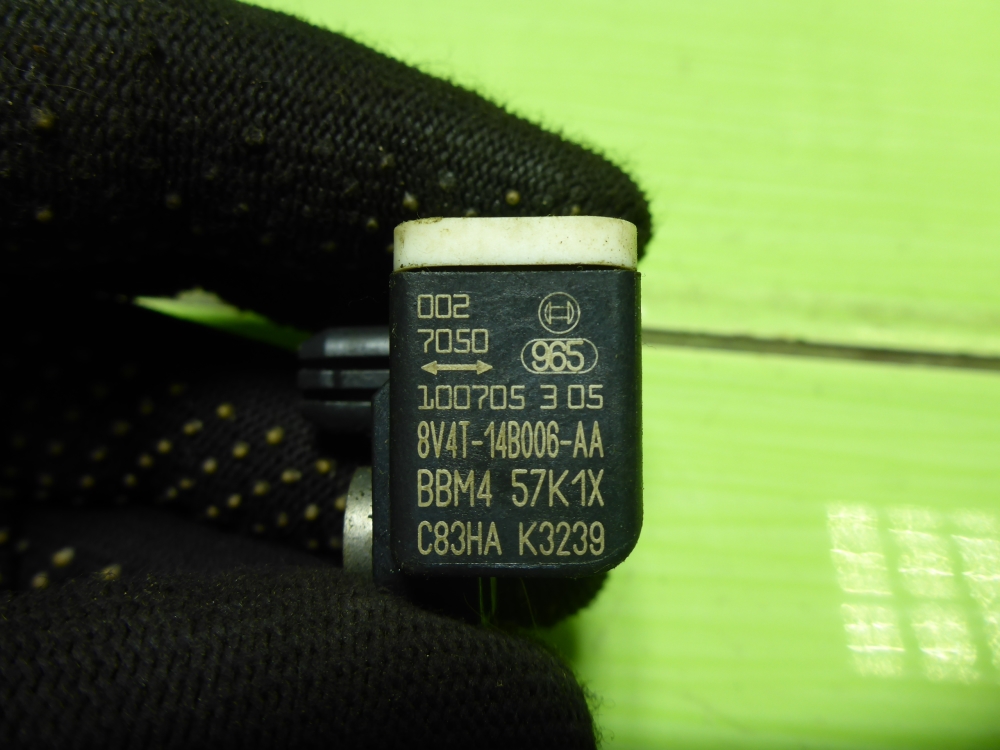 002
7050
965
100705 3 05
8V4T-14B006-AA
BBM4 57K1X
C83HA K3239